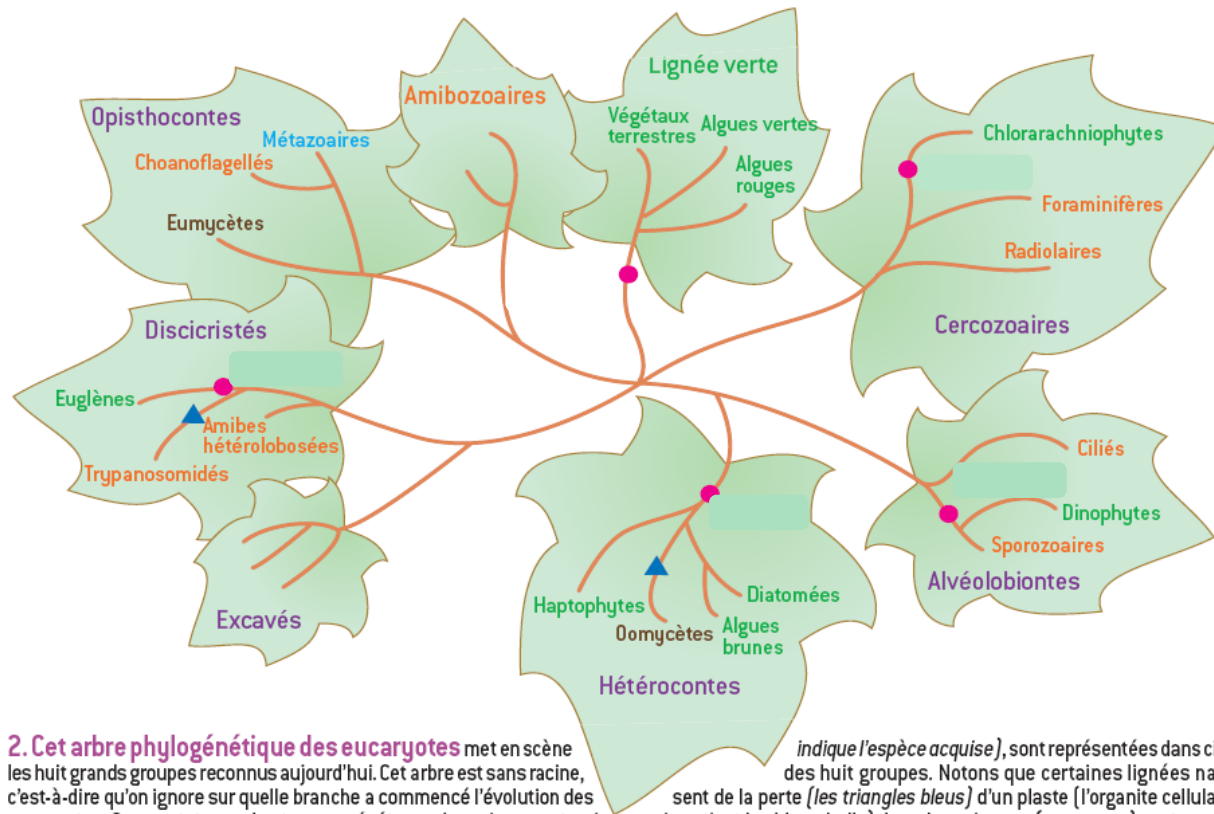 Lignée verte
Amibozoaires
Opisthocontes
Métazoaires
Choanoflagellés
Eumycètes
Végétaux
terrestres
Algues vertes
Algues
rouges
Chlorarachniophytes
Foraminifères
Radiolaires
Cercozoaires
Discicristés
Euglènes
Amibes
hétérolobosées
Trypanosomidés
Excavés
Ciliés
Dinophytes
Sporozoaires
Alvéolobiontes
Haptophytes
Oomycètes
Diatomées
Algues
brunes
Hétérocontes
2. Cet arbre phylogénétique des eucaryotes met en scène
les huit grands groupes reconnus aujourd'hui. Cet arbre est sans racine,
c'est-à-dire qu'on ignore sur quelle branche a commencé l'évolution des
indique l'espèce acquise), sont représentées dans
des huit groupes. Notons que certaines lignées
sent de la perte (les triangles bleus) d'un plaste (l'organite